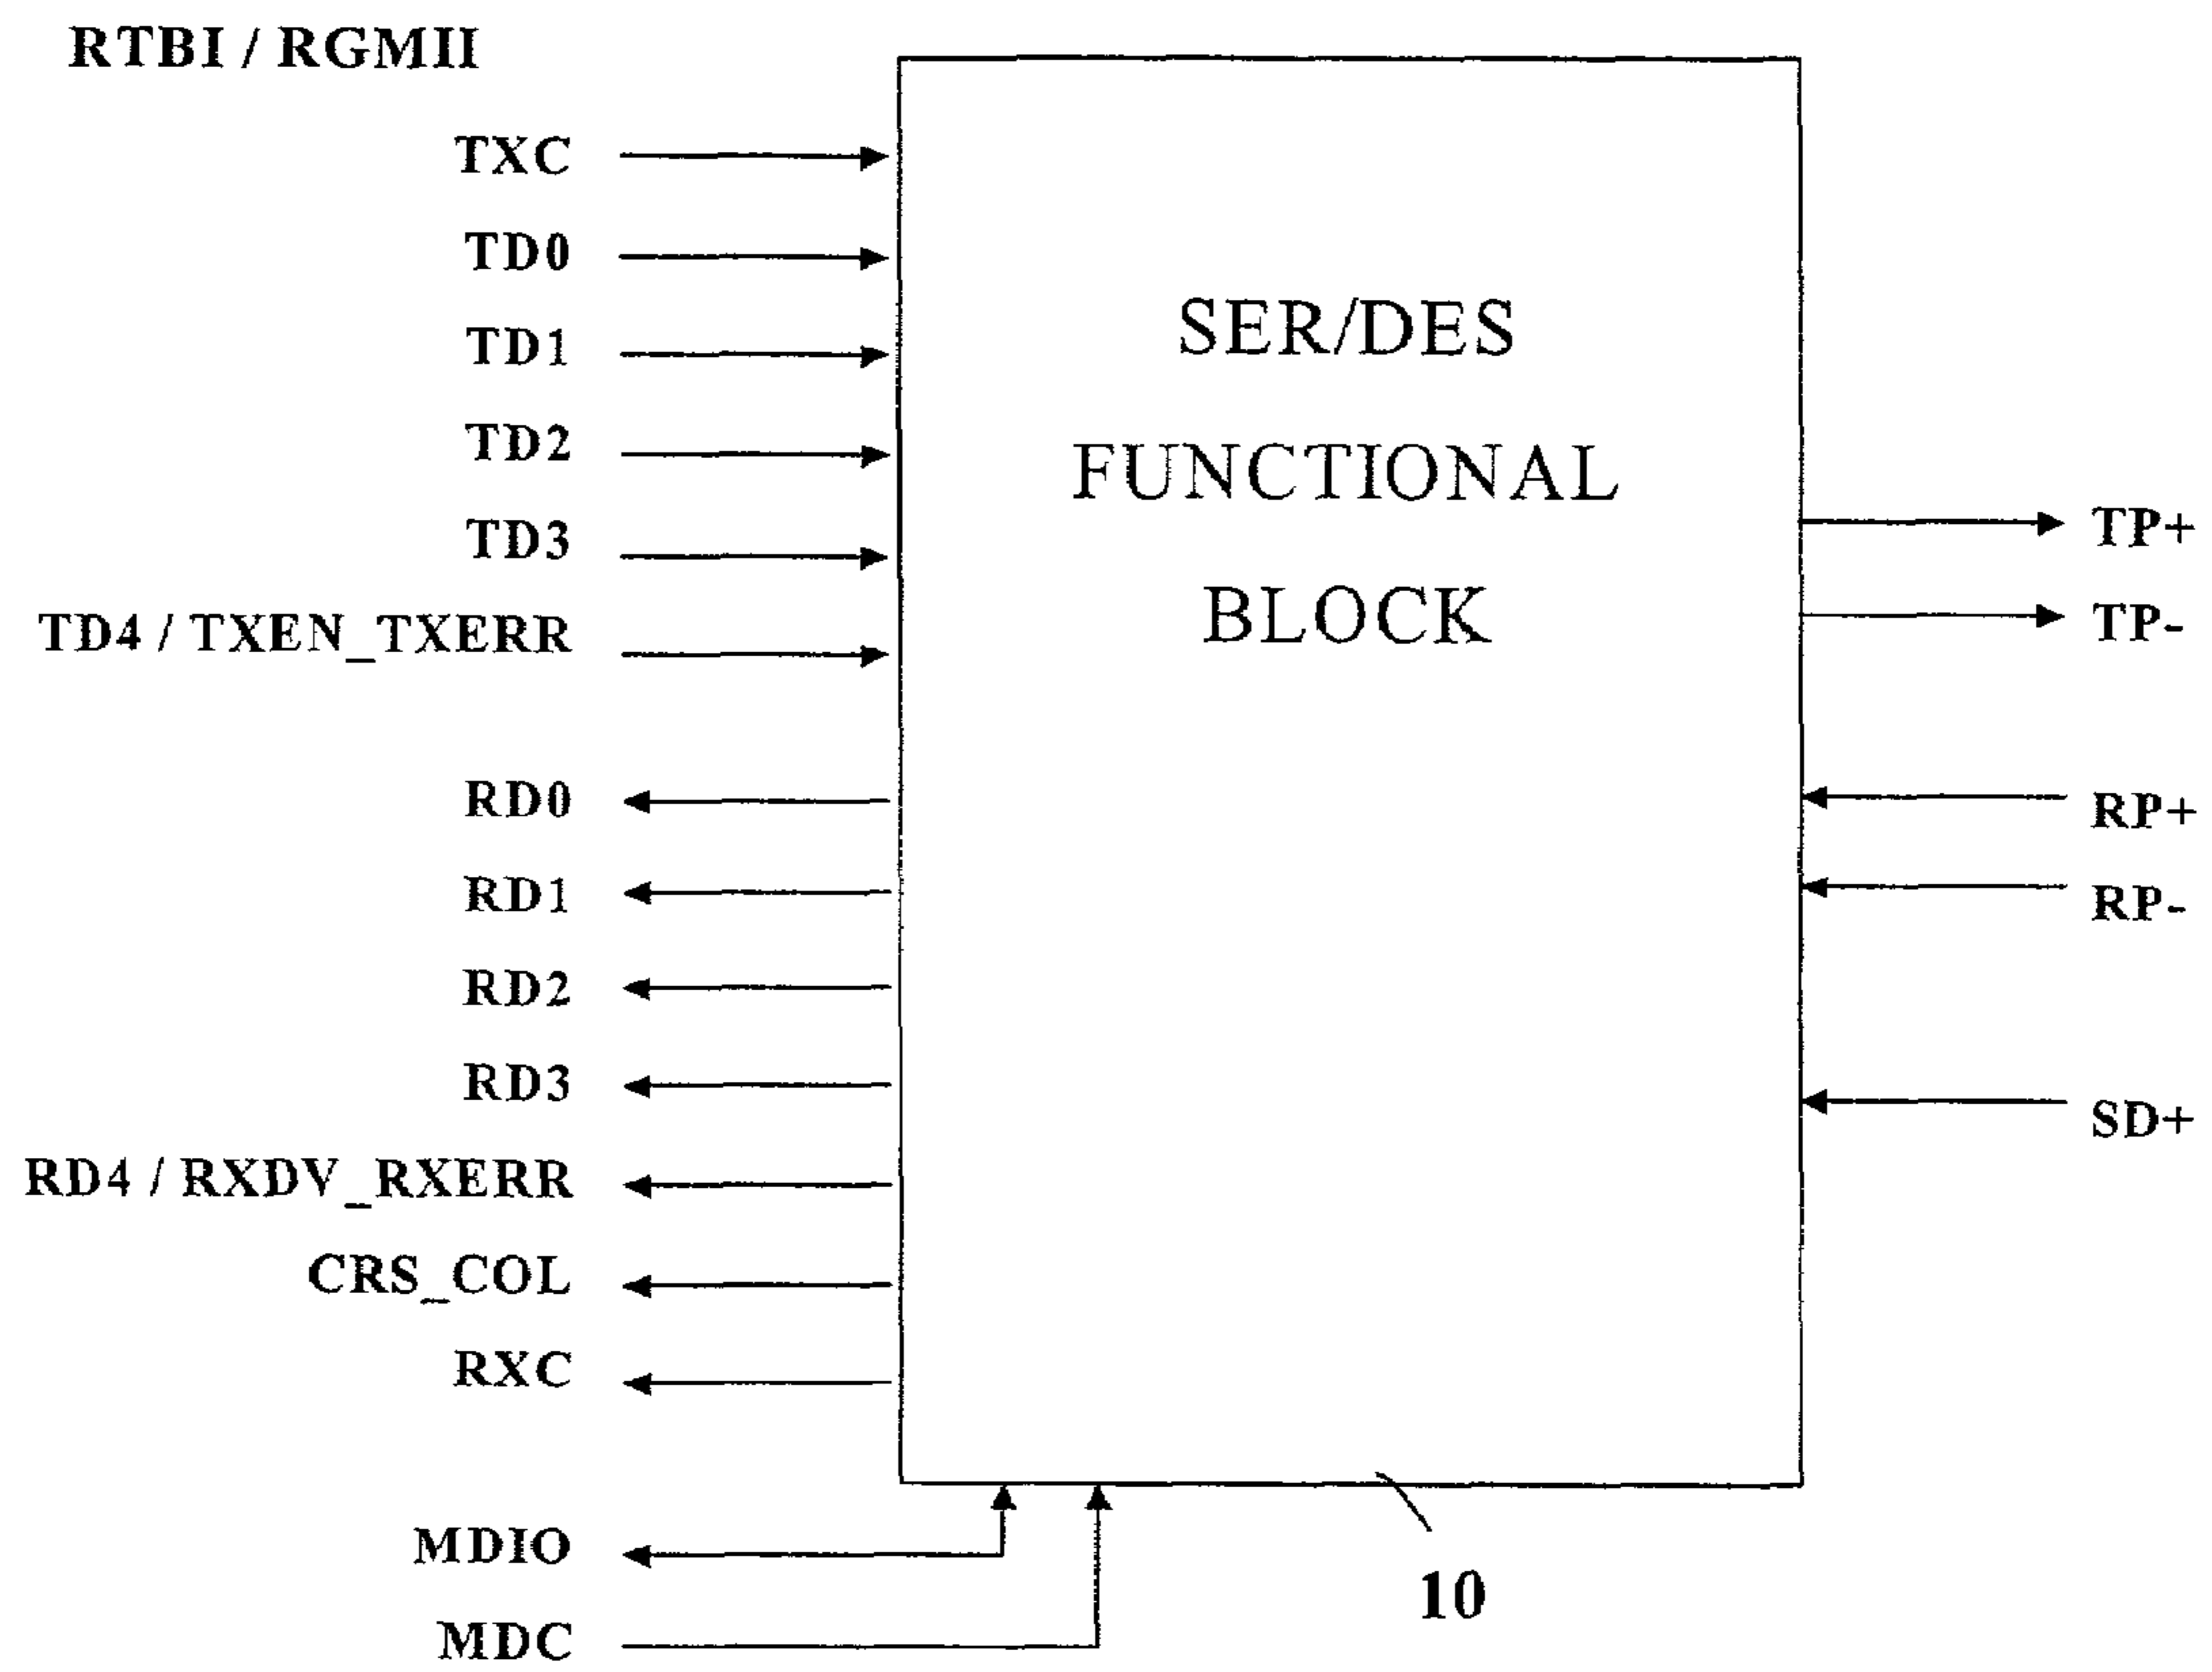 RTBI / RGMII
TXC
TD0
TD1
TD2
TD3
TD4 / TXEN_TXERR
RD0
RD1
RD2
RD3
RD4 / RXDV_RXERR
CRS_COL
RXC
MDIO
MDC
SER/DES
FUNCTIONAL
BLOCK
TP+
TP-
RP+
RP-
SD+
10